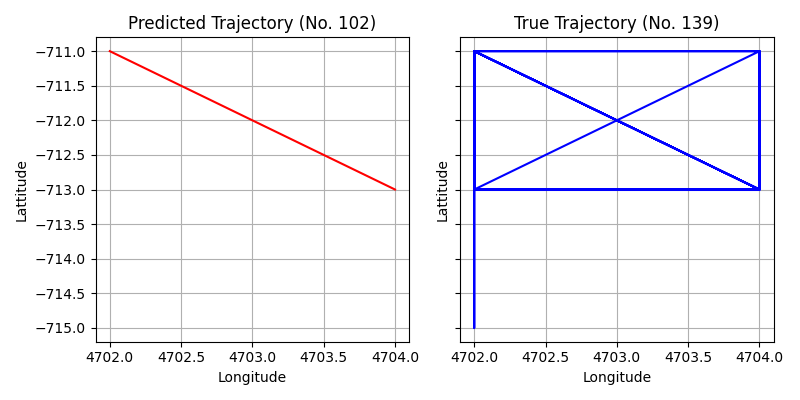 Predicted Trajectory (No. 102)
True Trajectory (No. 139)
−711.0
−711.5
−712.0
−712.5
−713.0
−713.5
−714.0
−714.5
−715.0
Lattitude
Lattitude
4702.0 4702.5 4703.0 4703.5 4704.0
4702.0 4702.5 4703.0 4703.5 4704.0
Longitude
Longitude